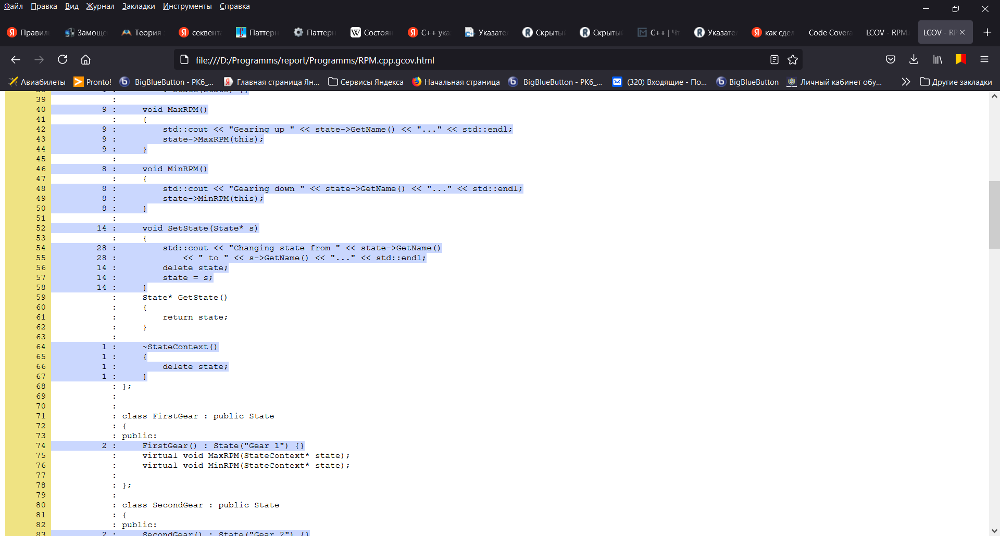 Файл Правка Вид Журнал Закладки Инструменты Справка
Правил Замоще Теория секвент Паттерн Паттерн Состоян С++ ука Указате Скрыты Скрыты C++ | Чт Указате как сдел Code Covera LCOV - RPM. LCOV - RP
file:///D:/Programms/report/Programms/RPM.cpp.gcov.html
Авиабилеты Pronto! BigBlueButton - РК6_... Главная страница Ян... Сервисы Яндекса Начальная страница BigBlueButton - РК6_... (320) Входящие - По... BigBlueButton Личный кабинет обу... Другие закладки
38 1 : : state(state) {}
39 :
40 9 : void MaxRPM()
41 : {
42 9 : std::cout << "Gearing up " << state->GetName() << "..." << std::endl;
43 9 : state->MaxRPM(this);
44 9 : }
45 :
46 8 : void MinRPM()
47 : {
48 8 : std::cout << "Gearing down " << state->GetName() << "..." << std::endl;
49 8 : state->MinRPM(this);
50 8 : }
51 :
52 14 : void SetState(State* s)
53 : {
54 28 : std::cout << "Changing state from " << state->GetName()
55 28 : << " to " << s->GetName() << "..." << std::endl;
56 14 : delete state;
57 14 : state = s;
58 14 : }
59 : State* GetState()
60 : {
61 : return state;
62 : }
63 :
64 1 : ~StateContext()
65 1 : {
66 1 : delete state;
67 1 : }
68 : };
69 :
70 :
71 : class FirstGear : public State
72 : {
73 : public:
74 2 : FirstGear() : State("Gear 1") {}
75 : virtual void MaxRPM(StateContext* state);
76 : virtual void MinRPM(StateContext* state);
77 :
78 : };
79 :
80 : class SecondGear : public State
81 : {
82 : public:
83 2 : SecondGear() : State("Gear 2") {}